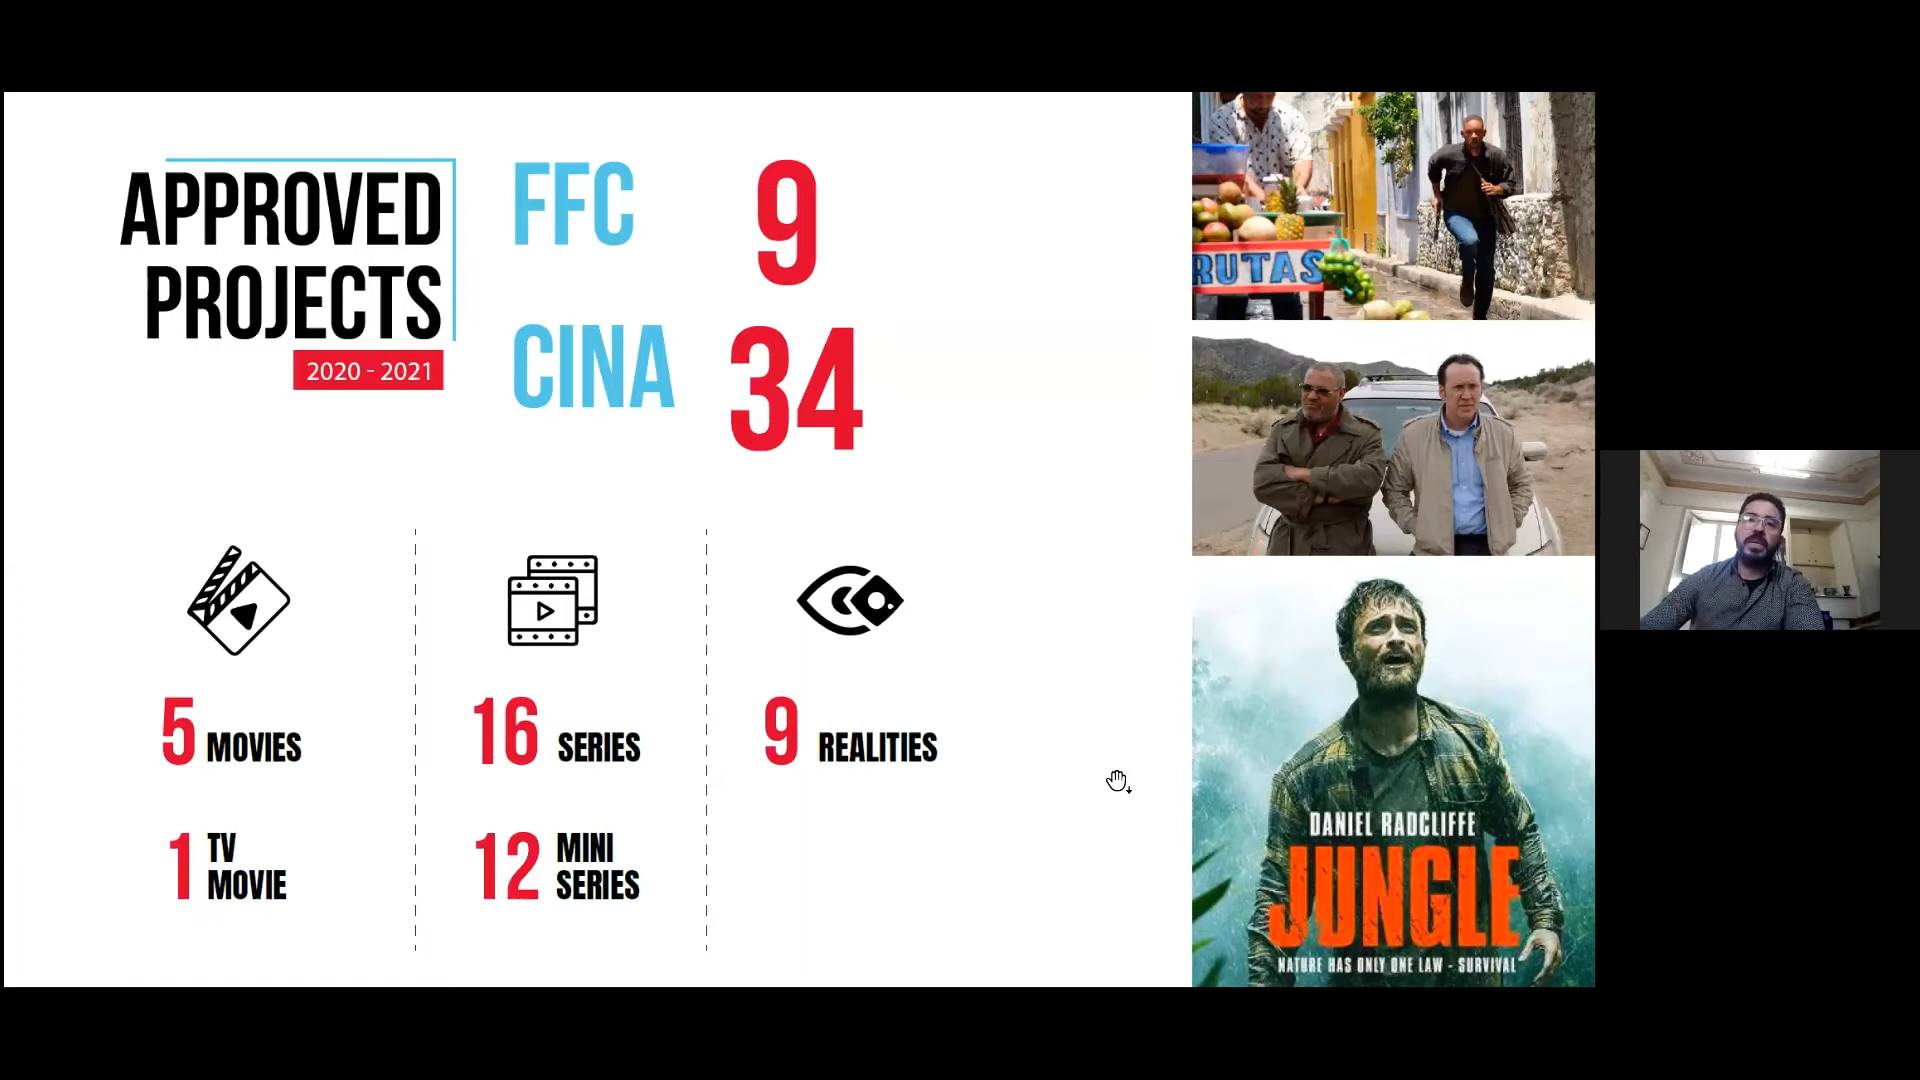 APPROVED
PROJECTS
2020 - 2021
FFC 9
CINA 34
5 MOVIES
1 TV
MOVIE
16 SERIES
12 MINI
SERIES
9 REALITIES
RUTAS
DANIEL RADCLIFFE
JUNGLE
NATURE HAS ONLY ONE LAW - SURVIVAL